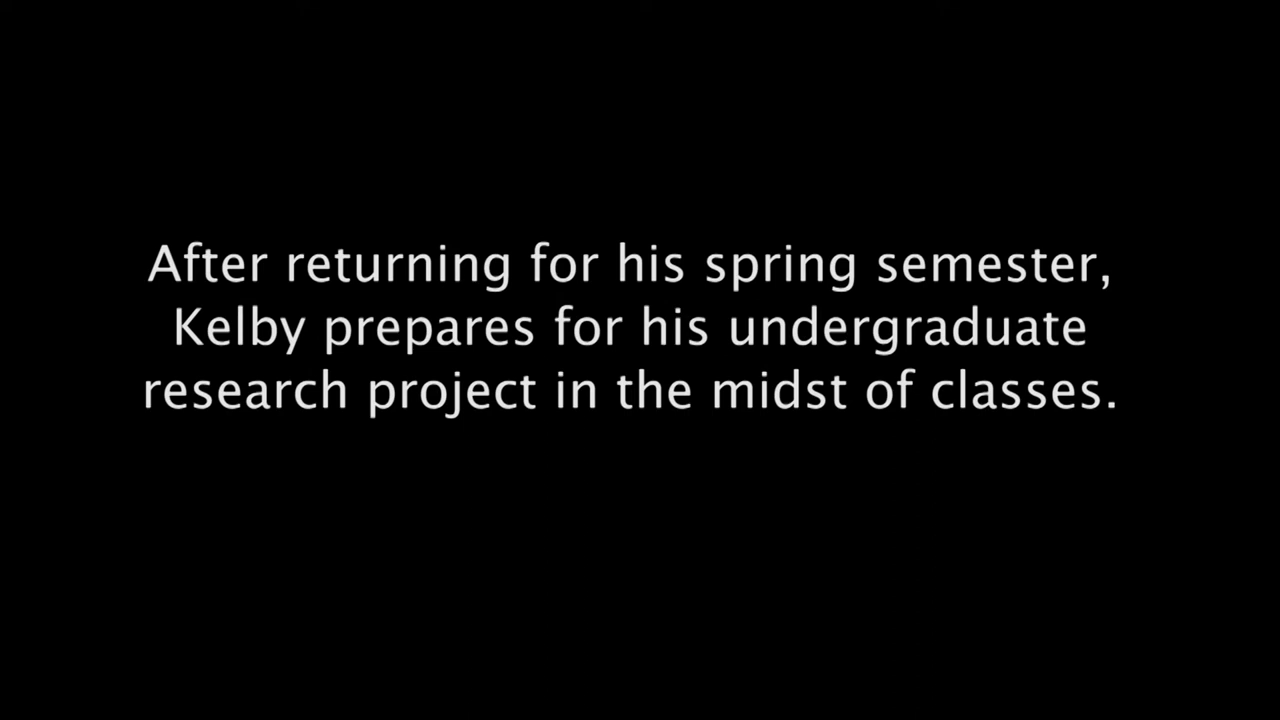 After returning for his spring semester,
Kelby prepares for his undergraduate
research project in the midst of classes.